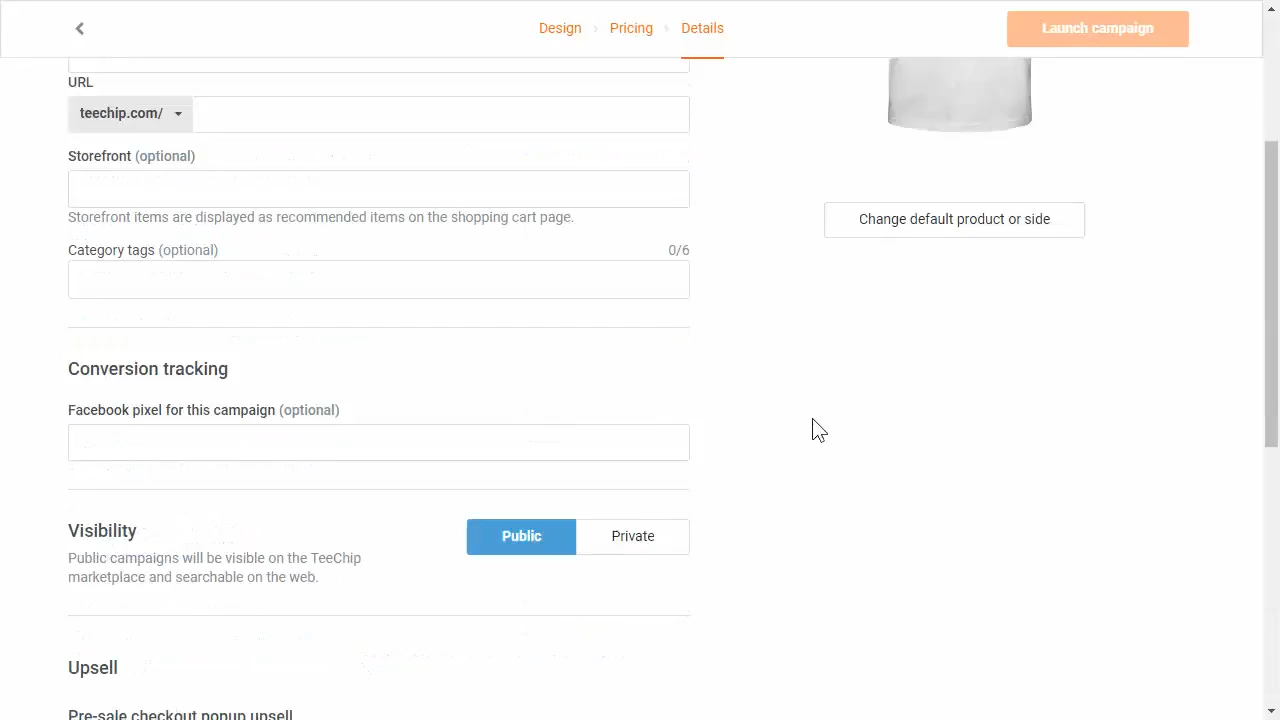 Design › Pricing › Details
Launch campaign
URL
teechip.com/
Storefront (optional)
Storefront items are displayed as recommended items on the shopping cart page.
Change default product or side
Category tags (optional) 0/6
Conversion tracking
Facebook pixel for this campaign (optional)
Visibility
Public Private
Public campaigns will be visible on the TeeChip
marketplace and searchable on the web.
Upsell
Pre-sale checkout popup upsell